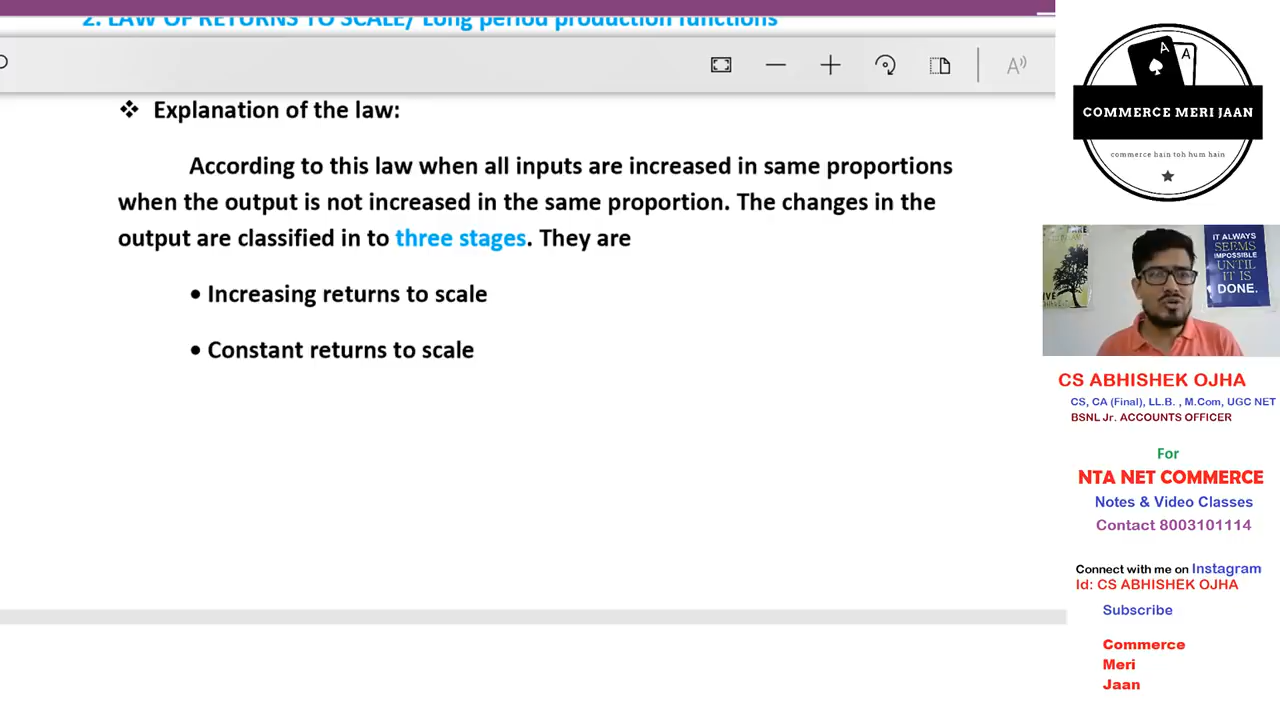 2. LAW OF RETURNS TO SCALE/ Long period production functions
❖ Explanation of the law:
According to this law when all inputs are increased in same proportions
when the output is not increased in the same proportion. The changes in the
output are classified in to three stages. They are
• Increasing returns to scale
• Constant returns to scale
A
A
COMMERCE MERI JAAN
commerce hain toh hum hain
IT ALWAYS
SEEMS
IMPOSSIBLE
UNTIL
IT IS
DONE.
CS ABHISHEK OJHA
CS, CA (Final), LL.B. , M.Com, UGC NET
BSNL Jr. ACCOUNTS OFFICER
For
NTA NET COMMERCE
Notes & Video Classes
Contact 8003101114
Connect with me on Instagram
Id: CS ABHISHEK OJHA
Subscribe
Commerce
Meri
Jaan